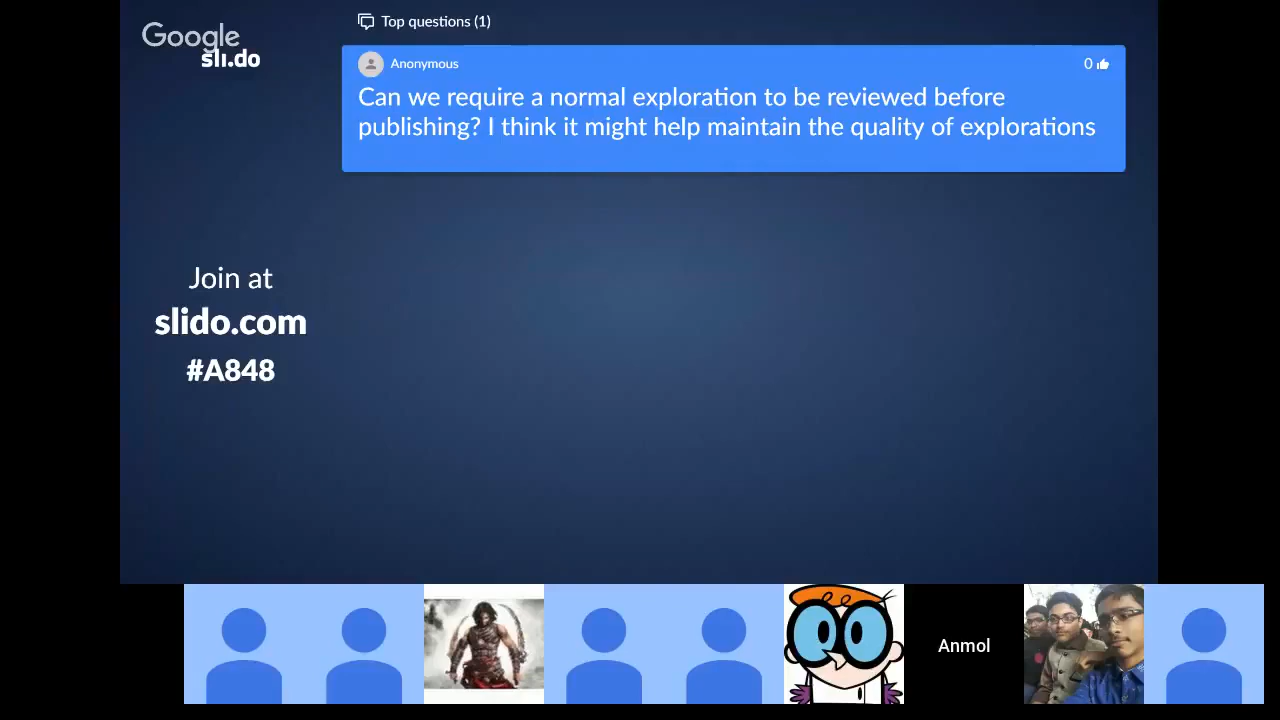 Google
sli.do
Top questions (1)
Anonymous
0
Can we require a normal exploration to be reviewed before
publishing? I think it might help maintain the quality of explorations
Join at
slido.com
#A848
Anmol